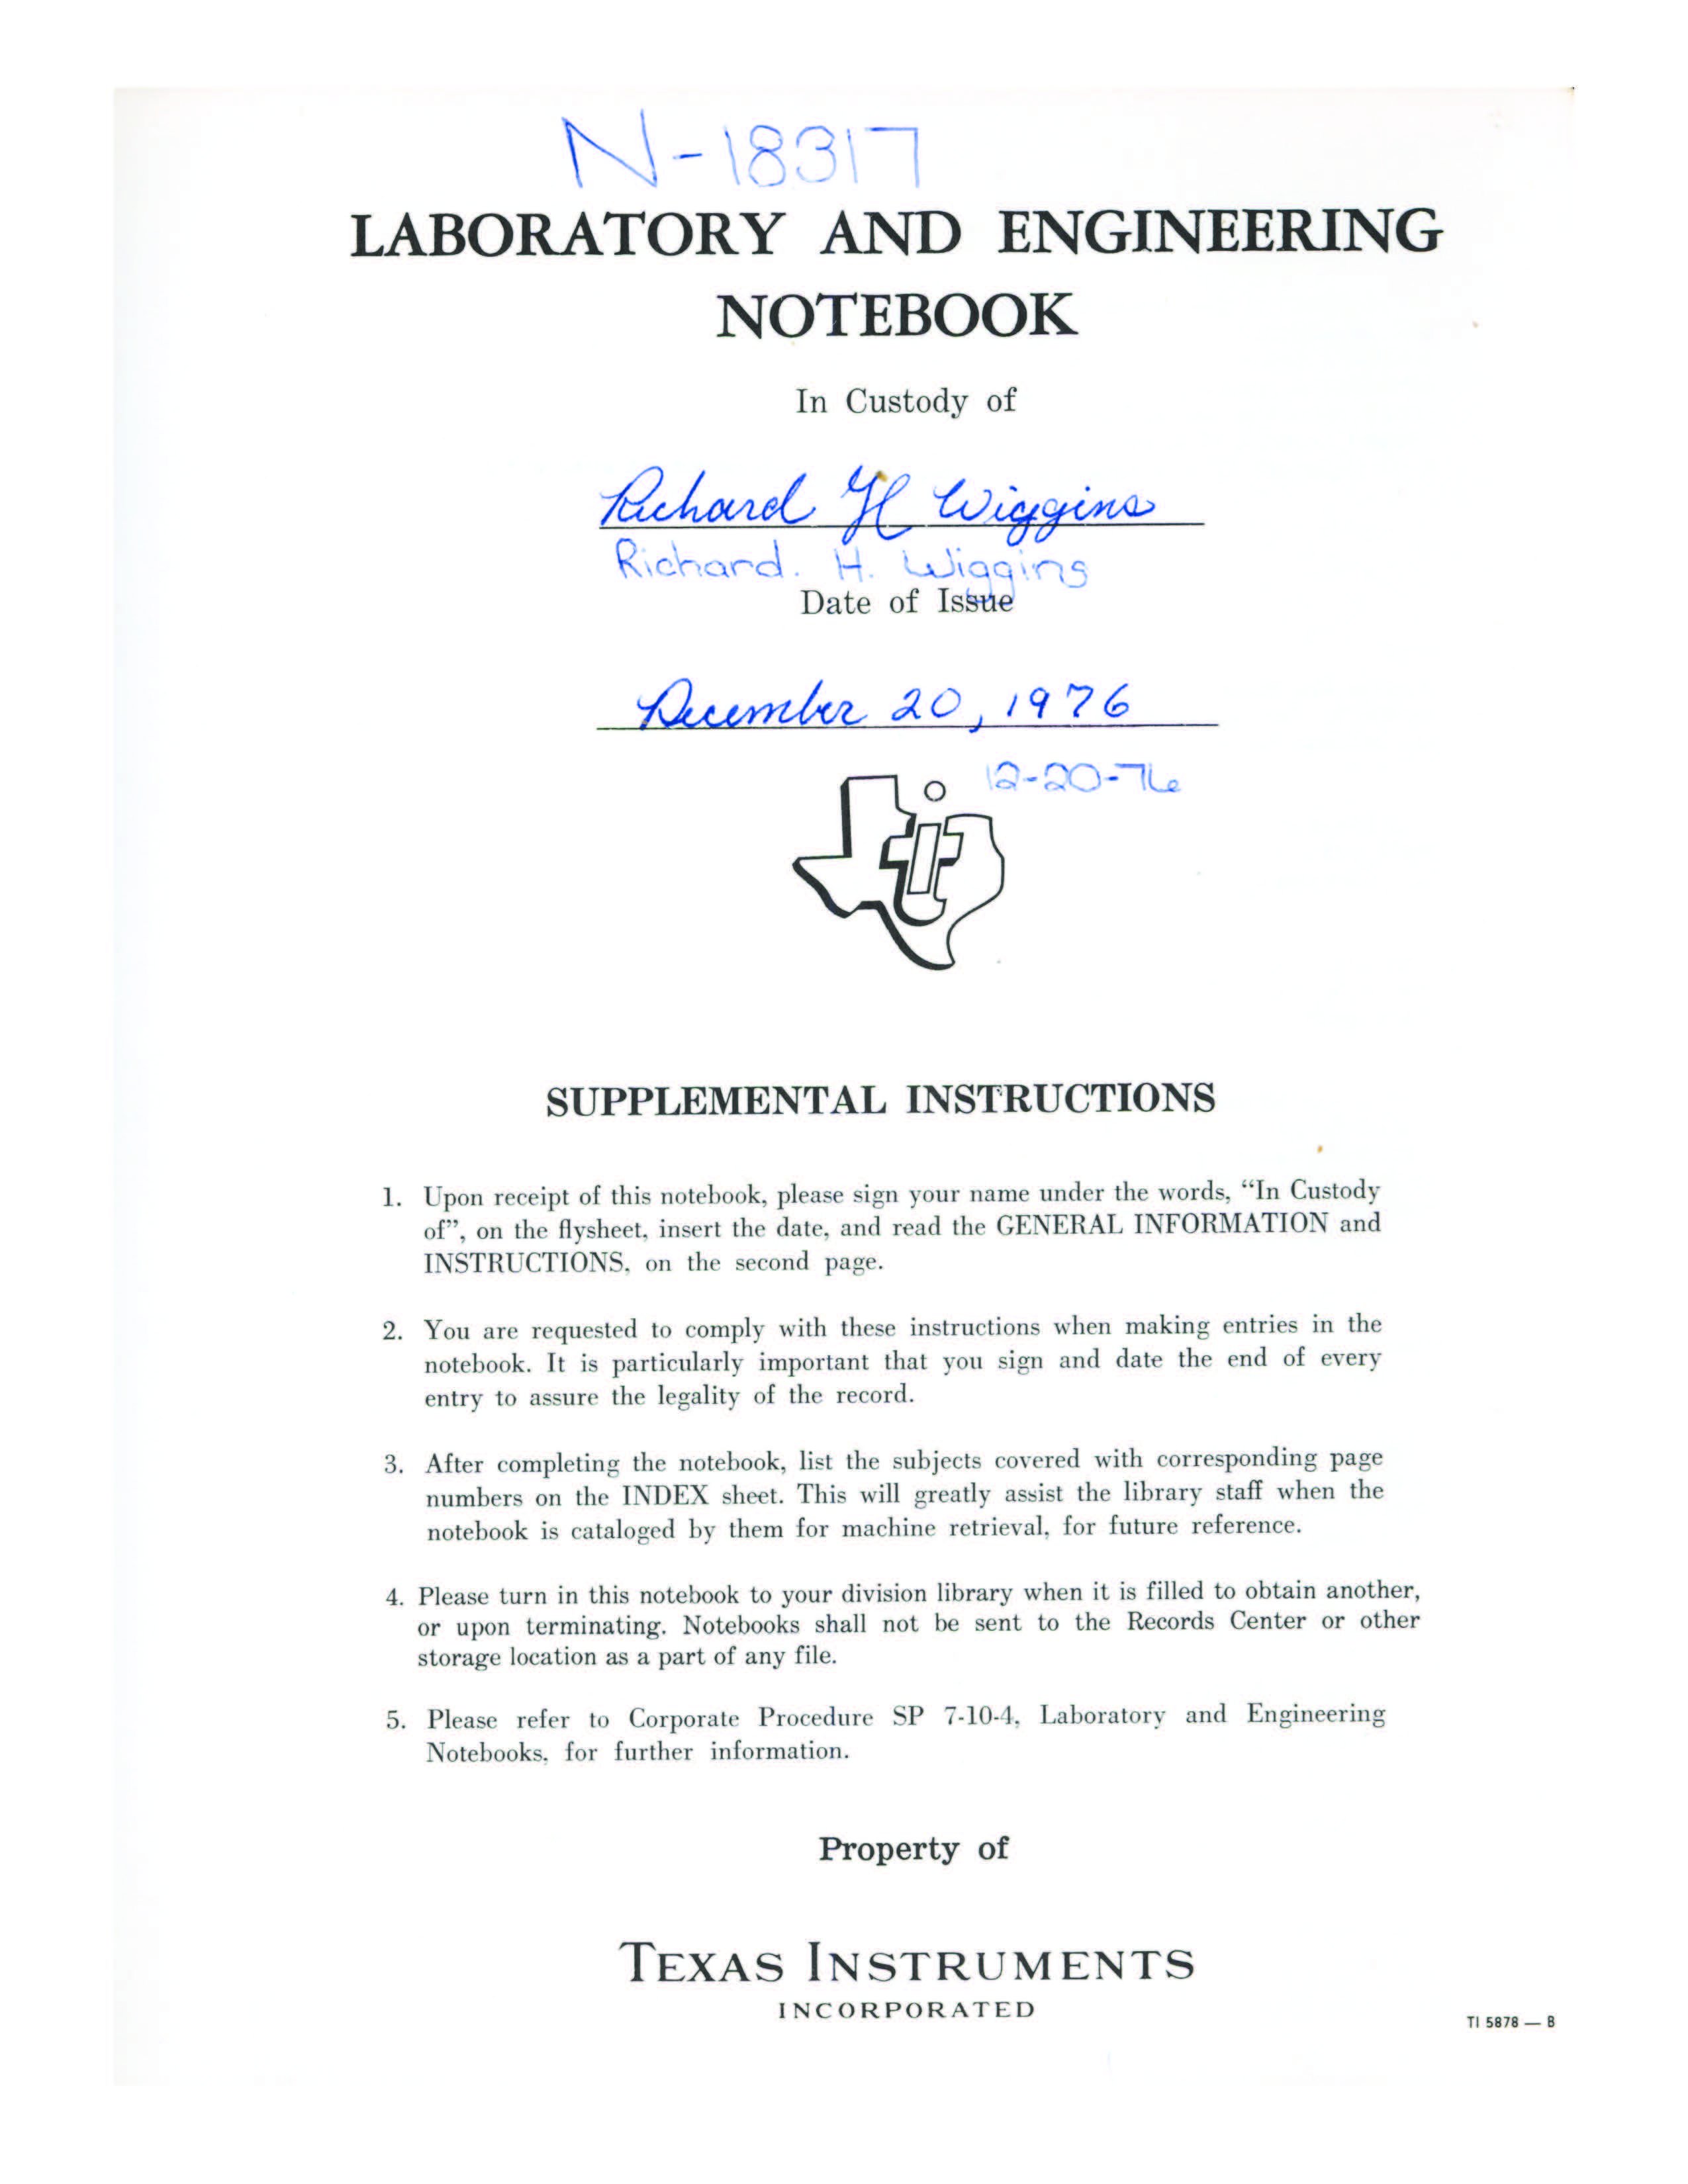 N-18317
LABORATORY AND ENGINEERING
NOTEBOOK
In Custody of
Richard H Wiggins
Richard. H. Wiggins
Date of Issue
December 20, 1976
12-20-76
SUPPLEMENTAL INSTRUCTIONS
1. Upon receipt of this notebook, please sign your name under the words, “In Custody
of”, on the flysheet, insert the date, and read the GENERAL INFORMATION and
INSTRUCTIONS, on the second page.
2. You are requested to comply with these instructions when making entries in the
notebook. It is particularly important that you sign and date the end of every
entry to assure the legality of the record.
3. After completing the notebook, list the subjects covered with corresponding page
numbers on the INDEX sheet. This will greatly assist the library staff when the
notebook is cataloged by them for machine retrieval, for future reference.
4. Please turn in this notebook to your division library when it is filled to obtain another,
or upon terminating. Notebooks shall not be sent to the Records Center or other
storage location as a part of any file.
5. Please refer to Corporate Procedure SP 7-10-4, Laboratory and Engineering
Notebooks, for further information.
Property of
TEXAS INSTRUMENTS
INCORPORATED
TI 5878 — B